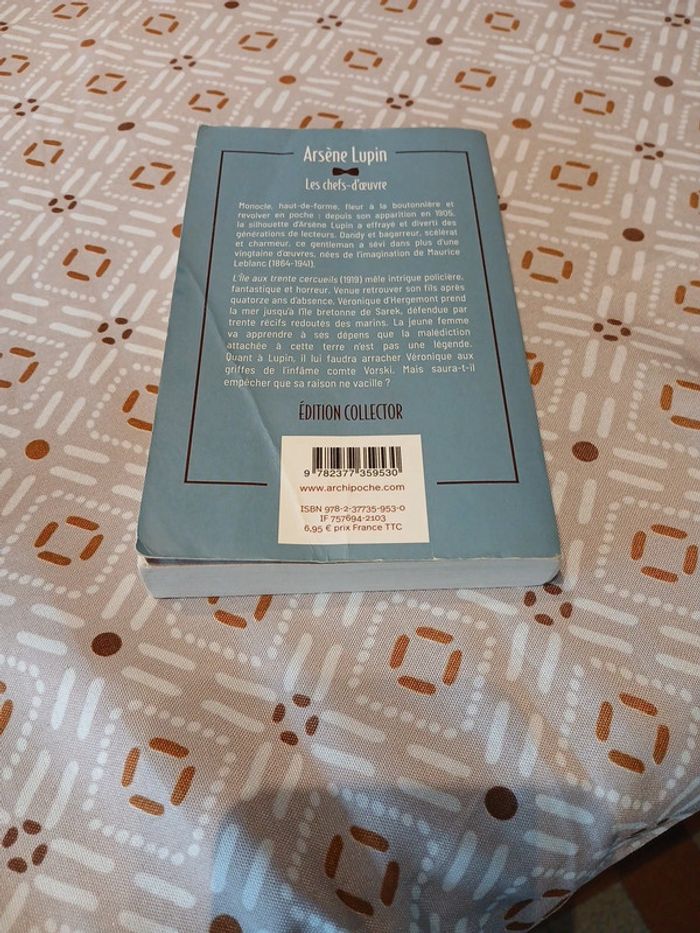 Arsène Lupin
Les chefs-d'œuvre
Monocle, haut-de-forme, fleur à la boutonnière et
revolver en poche : depuis son apparition en 1905,
la silhouette d'Arsène Lupin a effrayé et diverti des
générations de lecteurs. Dandy et bagarreur, scélérat
et charmeur, ce gentleman a sévi dans plus d'une
vingtaine d'œuvres, nées de l'imagination de Maurice
Leblanc (1864-1941).
L'Île aux trente cercueils (1919) mêle intrigue policière,
fantastique et horreur. Venue retrouver son fils après
quatorze ans d'absence, Véronique d'Hergemont prend
la mer jusqu'à l'île bretonne de Sarek, défendue par
trente récifs redoutés des marins. La jeune femme
va apprendre à ses dépens que la malédiction
attachée à cette terre n'est pas une légende.
Quant à Lupin, il lui faudra arracher Véronique aux
griffes de l'infâme comte Vorski. Mais saura-t-il
empêcher que sa raison ne vacille ?
ÉDITION COLLECTOR
9 782377 359530
www.archipoche.com
ISBN 978-2-37735-953-0
IF 757694-2103
6,95 € prix France TTC